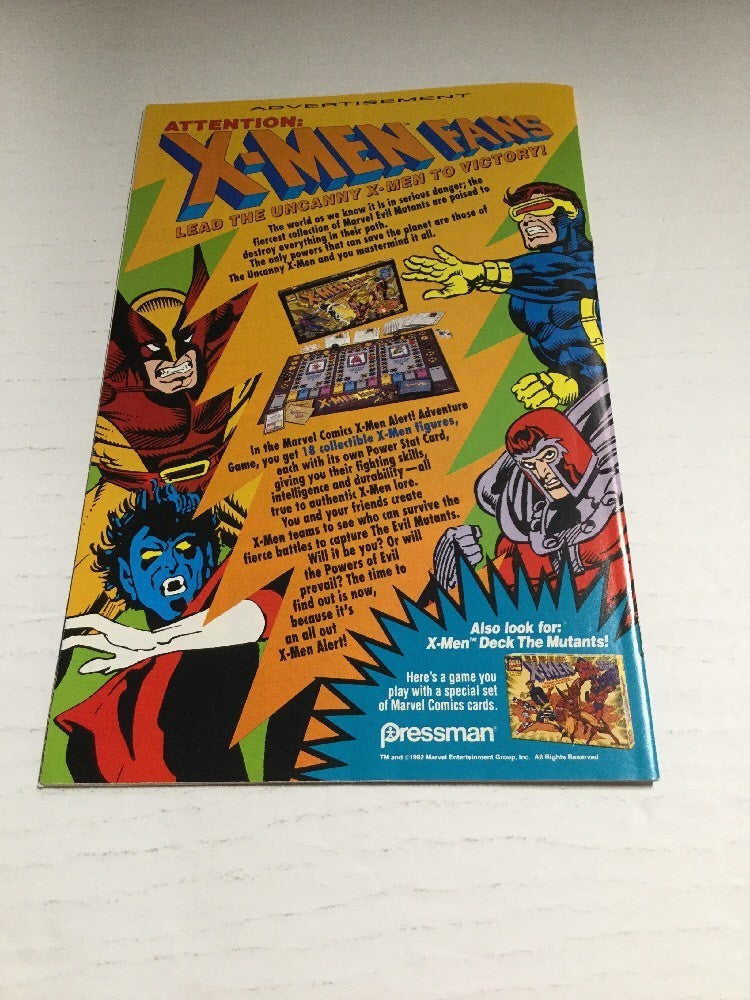 ADVERTISEMENT
ATTENTION:
X-MEN™ FANS
LEAD THE UNCANNY X-MEN TO VICTORY!
The world as we know it is in serious danger; the
fiercest collection of Marvel Evil Mutants are poised to
destroy everything in their path.
The only powers that can save the planet are those of
The Uncanny X-Men and you mastermind it all.
X-MEN
X-MEN
In the Marvel Comics X-Men Alert! Adventure
Game, you get 18 collectible X-Men figures,
each with its own Power Stat Card,
giving you their fighting skills,
intelligence and durability—all
true to authentic X-Men lore.
You and your friends create
X-Men teams to see who can survive the
fierce battles to capture The Evil Mutants.
Will it be you? Or will
the Powers of Evil
prevail? The time to
find out is now,
because it's
an all out
X-Men Alert!
Also look for:
X-Men™ Deck The Mutants!
Here's a game you
play with a special set
of Marvel Comics cards.
X-MEN
Pressman®
TM and ©1992 Marvel Entertainment Group, Inc. All Rights Reserved